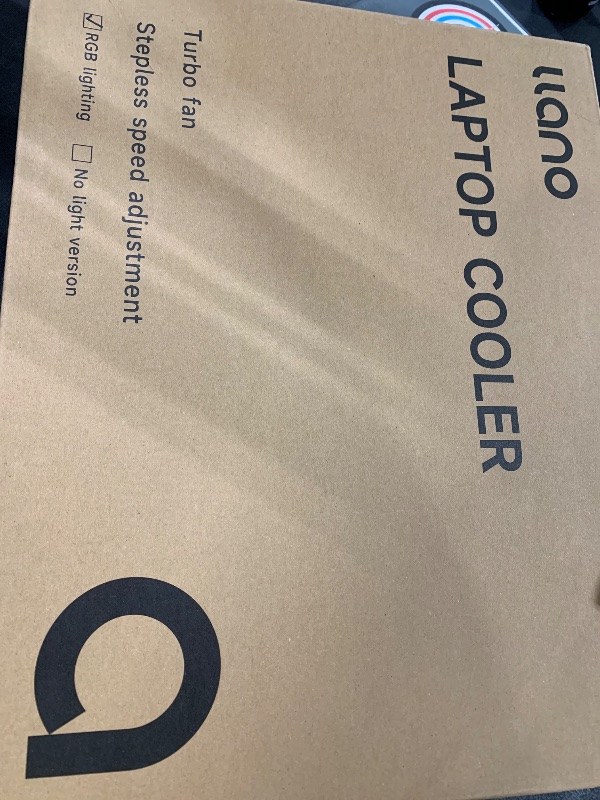 llano
LAPTOP COOLER
Turbo fan
Stepless speed adjustment
☑ RGB lighting ☐ No light version